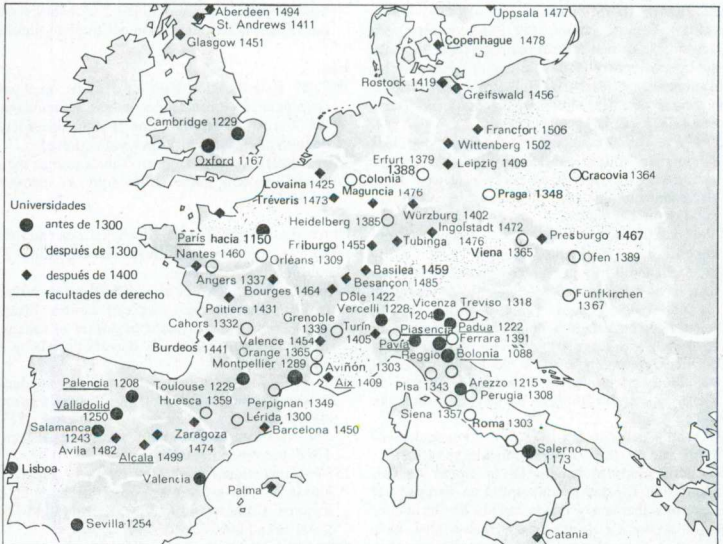 Aberdeen 1494
St. Andrews 1411
Glasgow 1451
Uppsala 1477
Copenhague 1478
Rostock 1419
Greifswald 1456
Cambridge 1229
Oxford 1167
Francfort 1506
Wittenberg 1502
Leipzig 1409
Erfurt 1379
1388
Colonia
Cracovia 1364
Lovaina 1425
Maguncia 1476
Tréveris 1473
Praga 1348
Würzburg 1402
Heidelberg 1385
Ingolstadt 1472
Universidades
antes de 1300
después de 1300
después de 1400
facultades de derecho
París hacia 1150
Nantes 1460
Orléans 1309
Friburgo 1455
Tubinga 1476
Viena
1365
Presburgo 1467
Ofen 1389
Angers 1337
Bourges 1464
Basilea 1459
Besançon 1485
Dôle 1422
Poitiers 1431
Fünfkirchen
1367
Vercelli
1228
Vicenza
1204
Treviso 1318
Cahors 1332
Grenoble
1339
Turín
1405
Piasencia
Padua 1222
Burdeos 1441
Valence 1454
Ferrara 1391
Orange 1365
Pavía
Reggio
Bolonia 1088
Montpellier
1289
Aviñón 1303
Palencia 1208
Toulouse 1229
Aix 1409
Pisa 1343
Arezzo 1215
Huesca 1359
Perpignan 1349
Perugia 1308
Valladolid
1250
Siena 1357
Lérida 1300
Roma 1303
Salamanca
1243
Zaragoza
1474
Barcelona 1450
Avila 1482
Alcala 1499
Salerno
1173
Lisboa
Valencia
Palma
Sevilla 1254
Catania